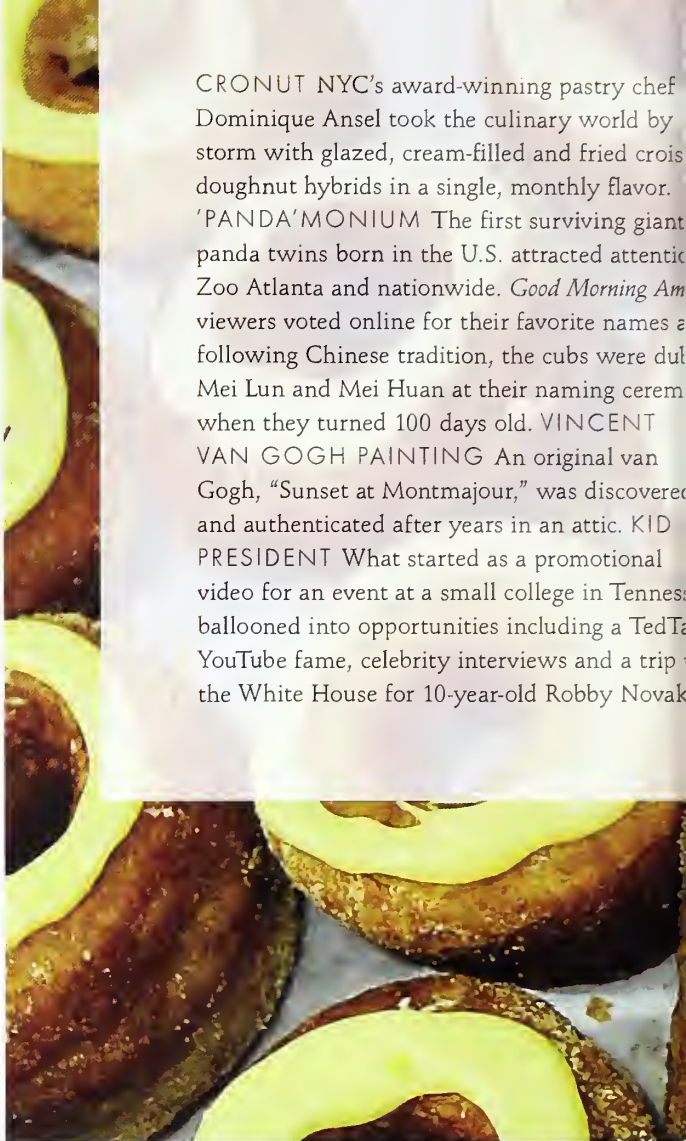 CRONUT NYC's award-winning pastry chef
Dominique Ansel took the culinary world by
storm with glazed, cream-filled and fried crois
doughnut hybrids in a single, monthly flavor.
'PANDA'MONIUM The first surviving giant
panda twins born in the U.S. attracted attenti
Zoo Atlanta and nationwide. Good Morning Am
viewers voted online for their favorite names a
following Chinese tradition, the cubs were du
Mei Lun and Mei Huan at their naming cerem
when they turned 100 days old. VINCENT
VAN GOGH PAINTING An original van
Gogh, “Sunset at Montmajour,” was discovered
and authenticated after years in an attic. KID
PRESIDENT What started as a promotional
video for an event at a small college in Tennes
ballooned into opportunities including a TedTa
YouTube fame, celebrity interviews and a trip
the White House for 10-year-old Robby Novak